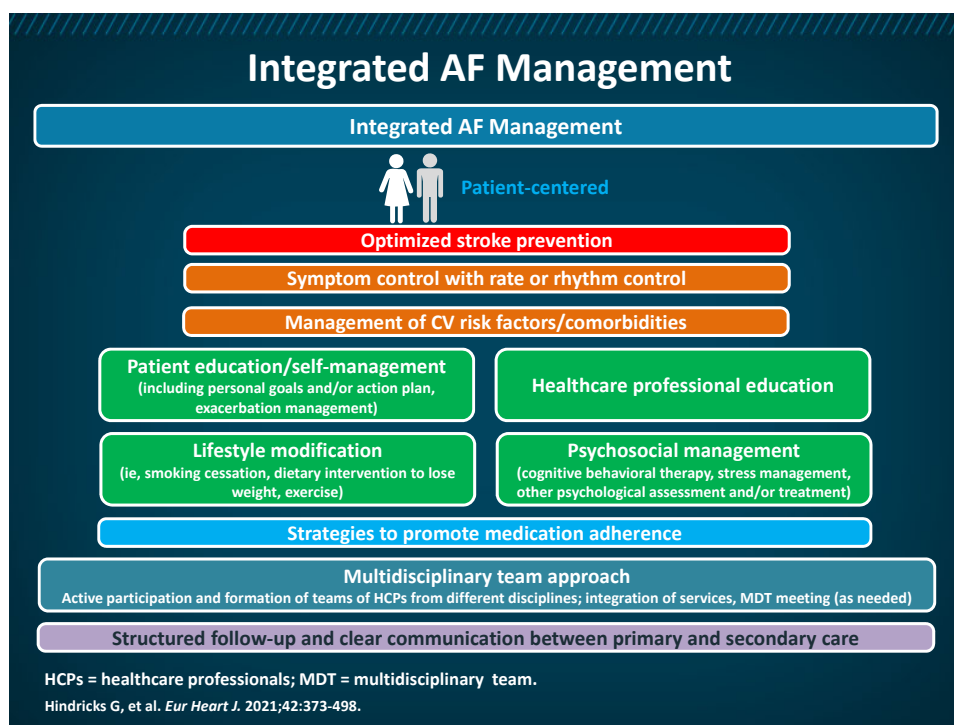 Integrated AF Management
Integrated AF Management
Patient-centered
Optimized stroke prevention
Symptom control with rate or rhythm control
Management of CV risk factors/comorbidities
Patient education/self-management
(including personal goals and/or action plan,
exacerbation management)
Healthcare professional education
Lifestyle modification
(ie, smoking cessation, dietary intervention to lose
weight, exercise)
Psychosocial management
(cognitive behavioral therapy, stress management,
other psychological assessment and/or treatment)
Strategies to promote medication adherence
Multidisciplinary team approach
Active participation and formation of teams of HCPs from different disciplines; integration of services, MDT meeting (as needed)
Structured follow-up and clear communication between primary and secondary care
HCPs = healthcare professionals; MDT = multidisciplinary team.
Hindricks G, et al. Eur Heart J. 2021;42:373-498.